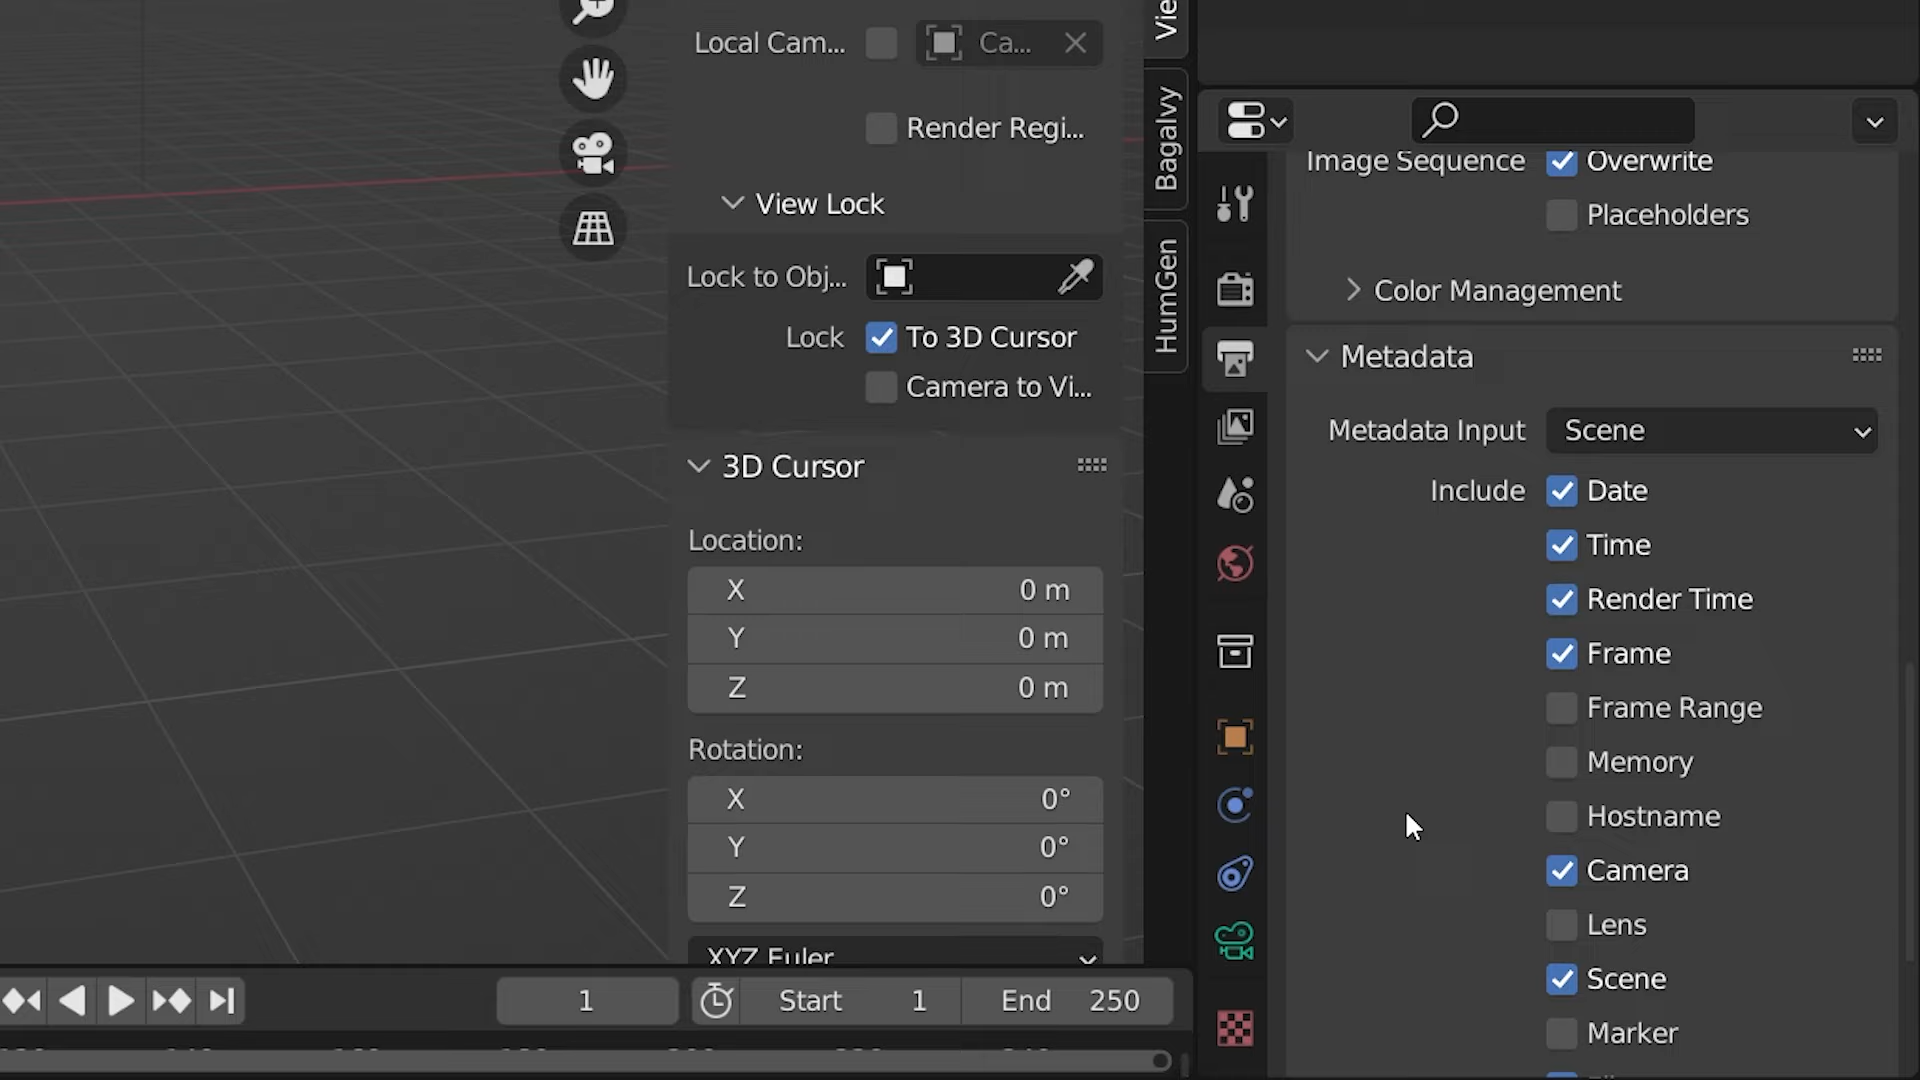 Local Cam...
Ca...
Render Regi...
View Lock
Lock to Obj...
Lock
To 3D Cursor
Camera to Vi...
3D Cursor
Location:
X 0 m
Y 0 m
Z 0 m
Rotation:
X 0°
Y 0°
Z 0°
XYZ Euler
1
Start 1
End 250
Vie
BagaIvy
HumGen
Image Sequence
Overwrite
Placeholders
Color Management
Metadata
Metadata Input
Scene
Include
Date
Time
Render Time
Frame
Frame Range
Memory
Hostname
Camera
Lens
Scene
Marker